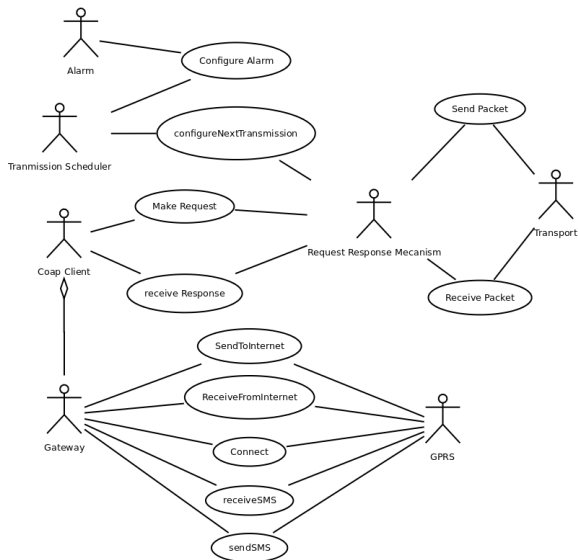 Alarm
Configure Alarm
Send Packet
configureNextTtansmission
Tranmission Scheduler
Make Request
Transport
Request Response Mecanism
Coap Client
receive Response
Receive Packet
SendToInternet
ReceiveFromInternet
Gateway
Connect
GPRS
receiveSMS
sendSMS